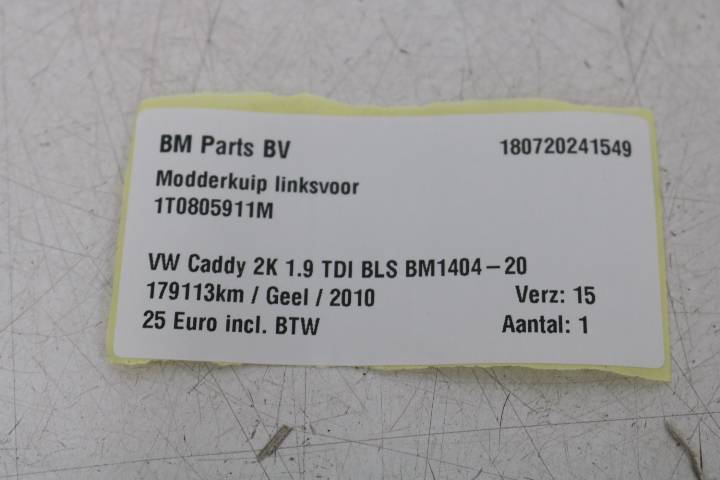 BM Parts BV 180720241549
Modderkuip linksvoor
1T0805911M
VW Caddy 2K 1.9 TDI BLS BM1404-20
179113km / Geel / 2010 Verz: 15
25 Euro incl. BTW Aantal: 1